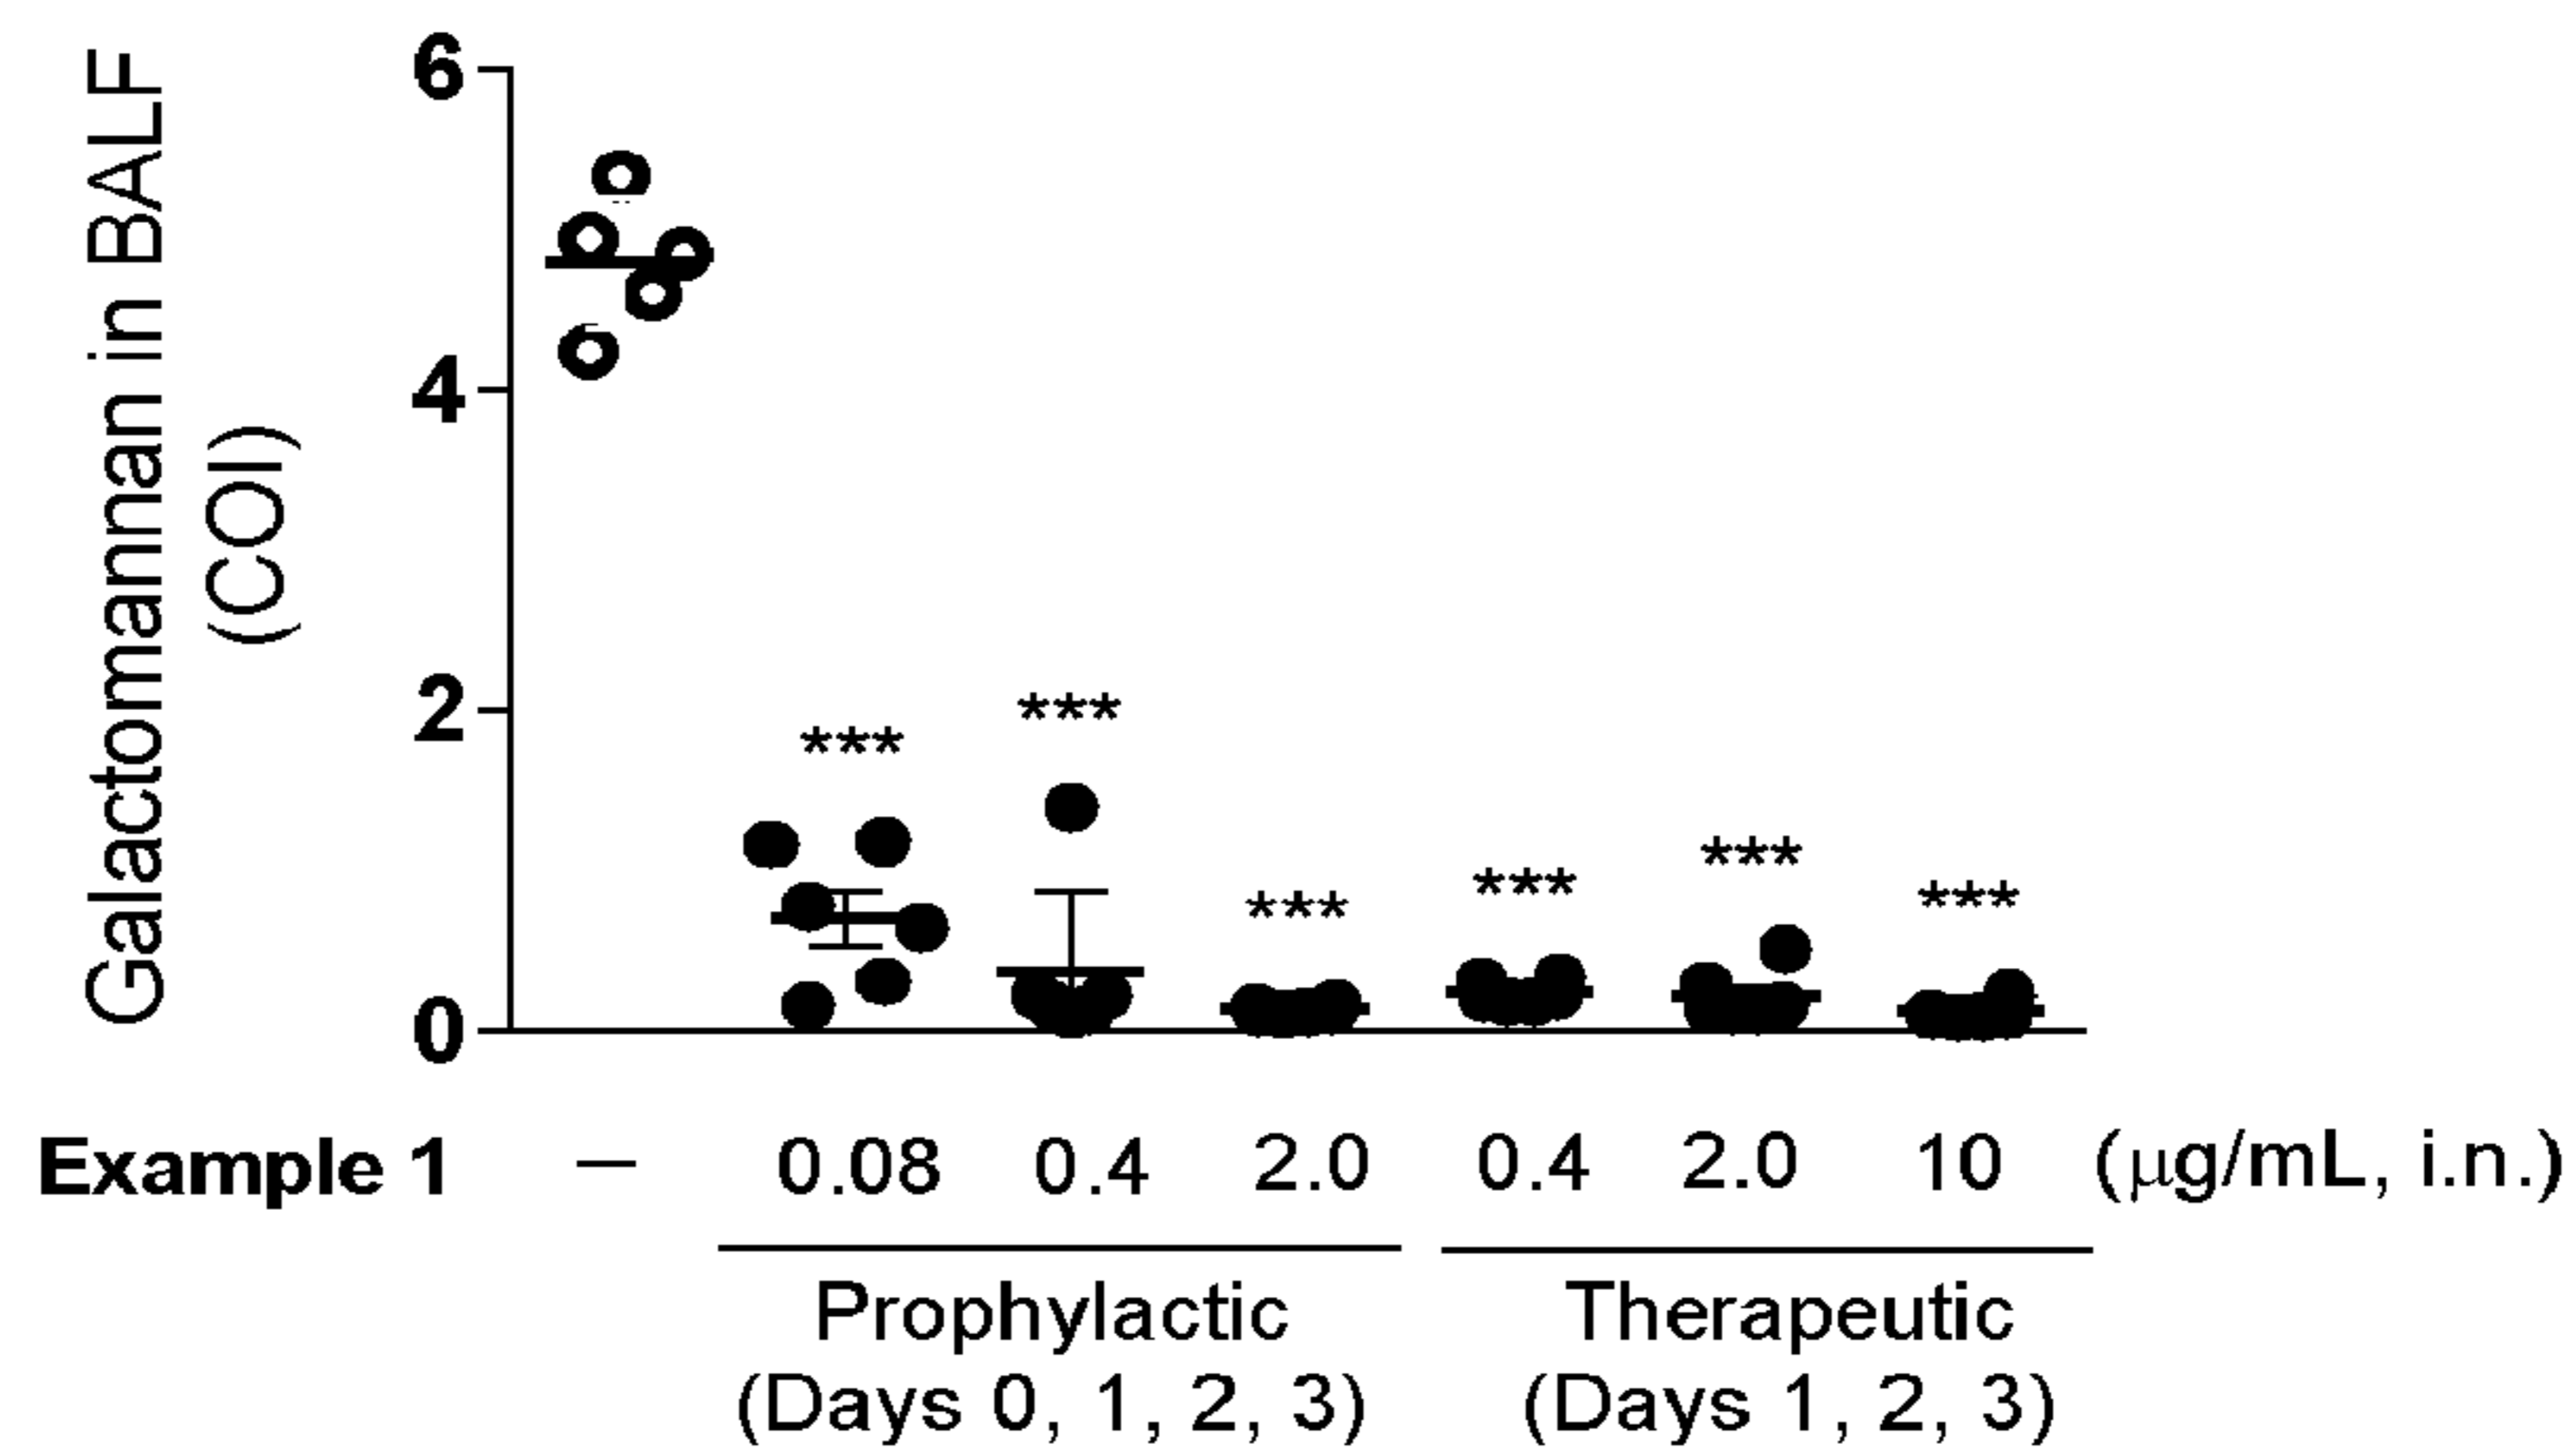 Galactomannan in BALF
(COI)
6
4
2
0
***
***
***
***
***
***
Example 1 – 0.08 0.4 2.0 0.4 2.0 10 (μg/mL, i.n.)
Prophylactic
(Days 0, 1, 2, 3)
Therapeutic
(Days 1, 2, 3)